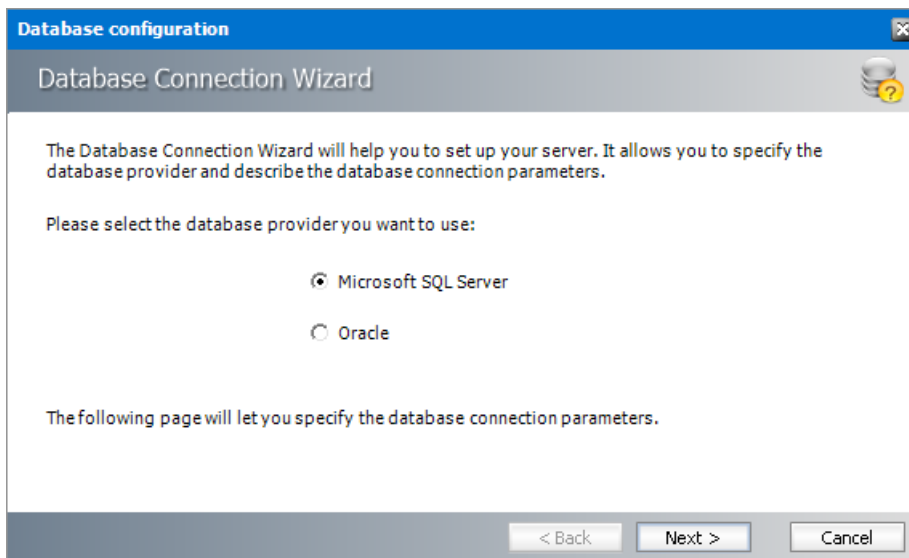 Database configuration
Database Connection Wizard
The Database Connection Wizard will help you to set up your server. It allows you to specify the
database provider and describe the database connection parameters.
Please select the database provider you want to use:
Microsoft SQL Server
Oracle
The following page will let you specify the database connection parameters.
< Back Next > Cancel